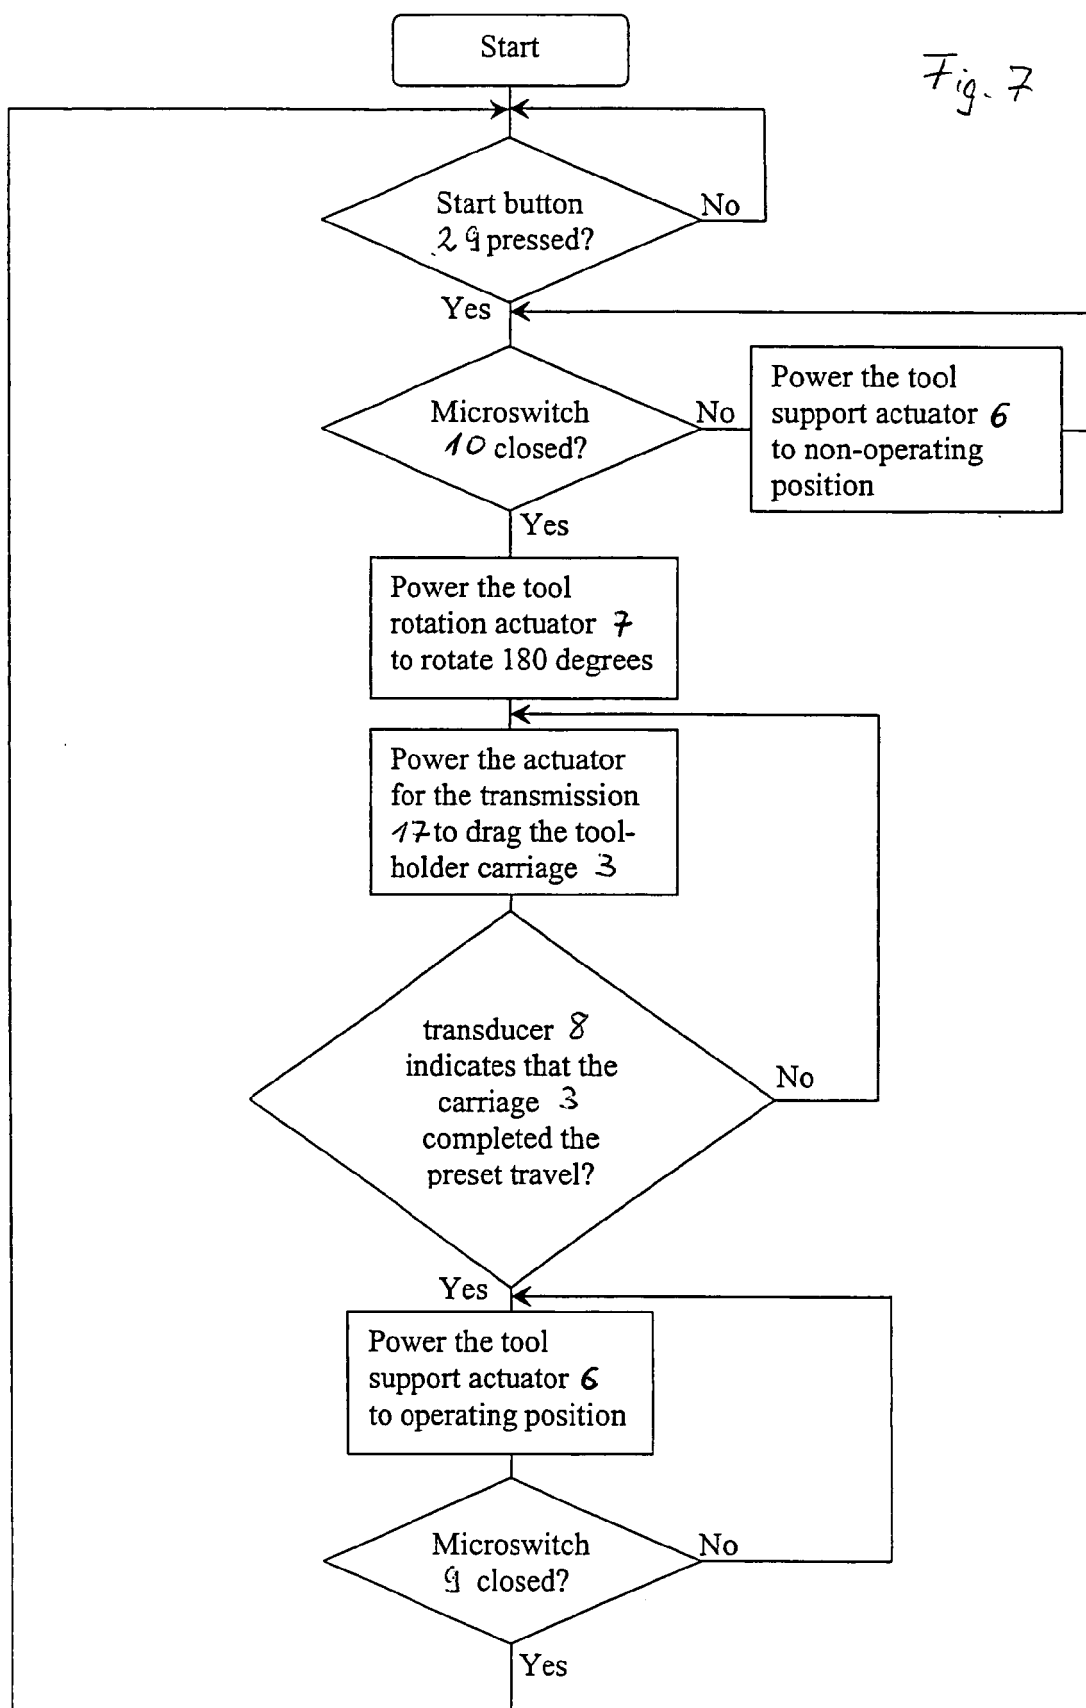 Start
Fig. 7
Start button
29 pressed?
No
Yes
Microswitch
10 closed?
No
Power the tool
support actuator 6
to non-operating
position
Yes
Power the tool
rotation actuator 7
to rotate 180 degrees
Power the actuator
for the transmission
17 to drag the tool-
holder carriage 3
transducer 8
indicates that the
carriage 3
completed the
preset travel?
No
Yes
Power the tool
support actuator 6
to operating position
Microswitch
9 closed?
No
Yes